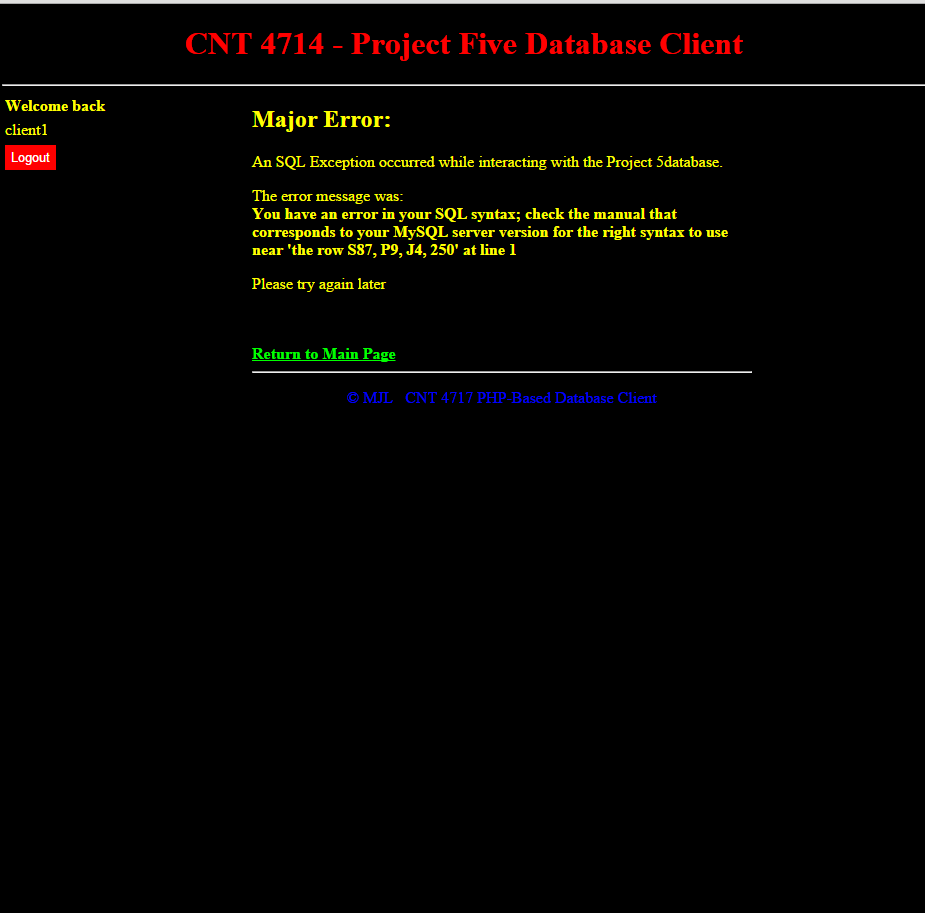 CNT 4714 - Project Five Database Client
Welcome back
client1
Logout
Major Error:
An SQL Exception occurred while interacting with the Project 5database.
The error message was:
You have an error in your SQL syntax; check the manual that
corresponds to your MySQL server version for the right syntax to use
near 'the row S87, P9, J4, 250' at line 1
Please try again later
Return to Main Page
© MJL CNT 4717 PHP-Based Database Client